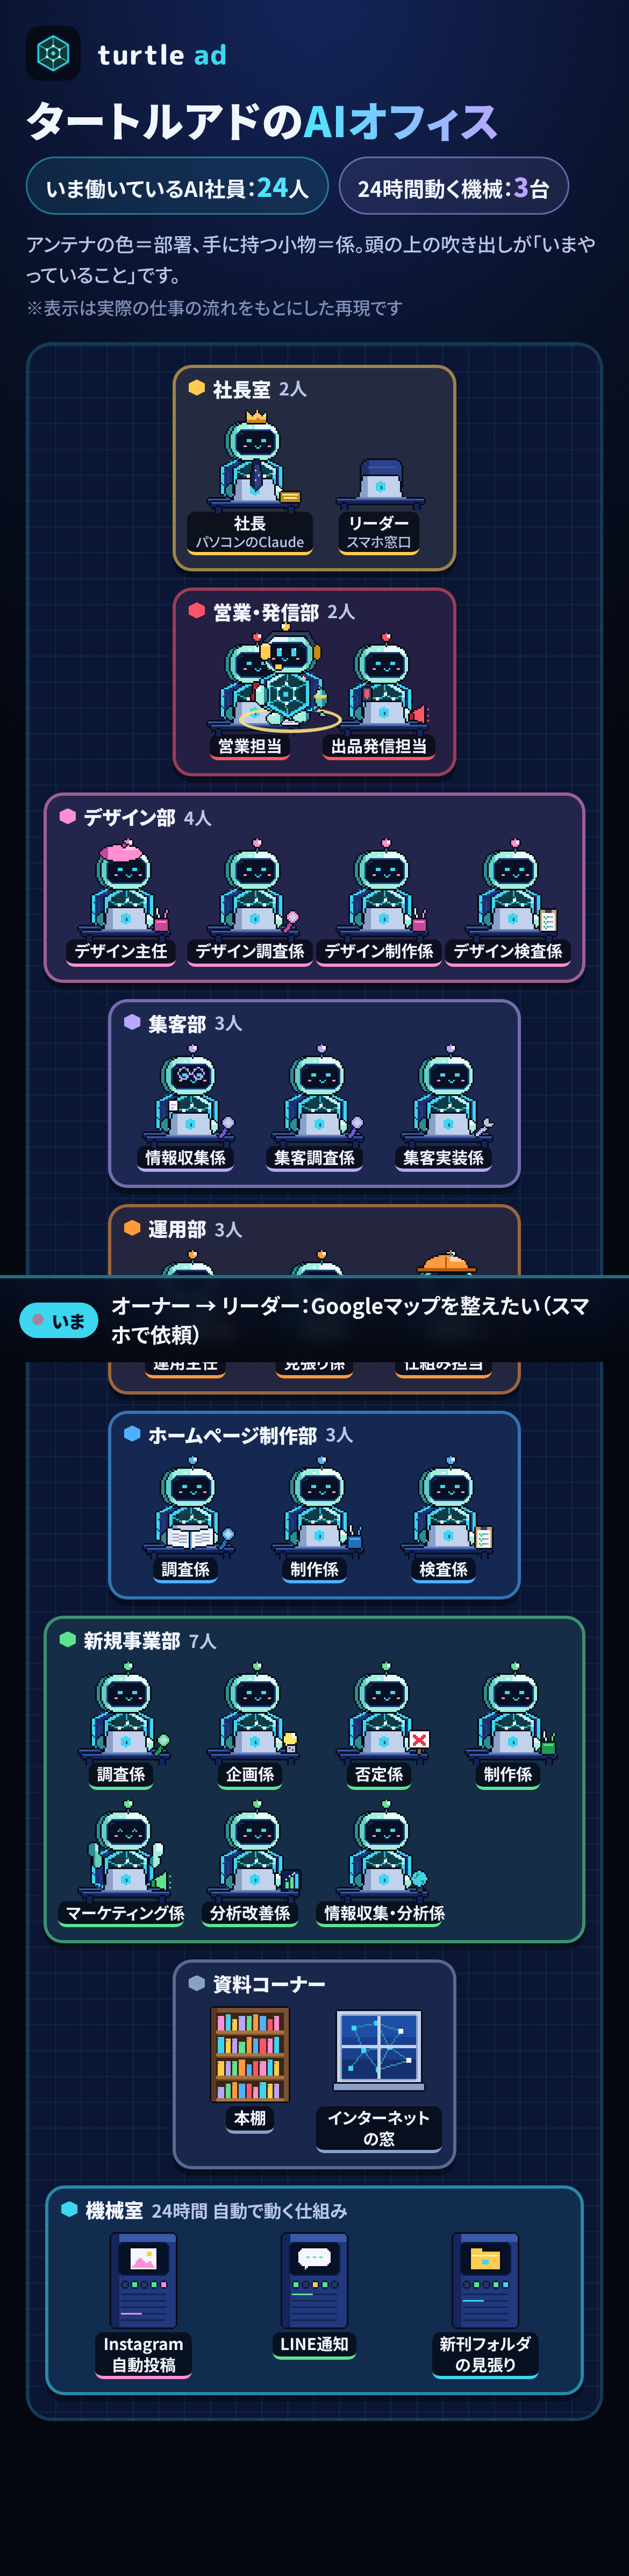 turtle ad
タートルアドのAIオフィス
いま働いているAI社員：24人
24時間動く機械：3台
アンテナの色＝部署、手に持つ小物＝係。頭の上の吹き出しが「いまや
っていること」です。
※表示は実際の仕事の流れをもとにした再現です
社長室 2人
社長
パソコンのClaude
リーダー
スマホ窓口
営業・発信部 2人
営業担当
出品発信担当
デザイン部 4人
デザイン主任
デザイン調査係
デザイン制作係
デザイン検査係
集客部 3人
情報収集係
集客調査係
集客実装係
運用部 3人
いま
オーナー → リーダー：Googleマップを整えたい（スマ
ホで依頼）
運用主任
見張り係
仕組み担当
ホームページ制作部 3人
調査係
制作係
検査係
新規事業部 7人
調査係
企画係
否定係
制作係
マーケティング係
分析改善係
情報収集・分析係
資料コーナー
本棚
インターネット
の窓
機械室 24時間 自動で動く仕組み
Instagram
自動投稿
LINE通知
新刊フォルダ
の見張り